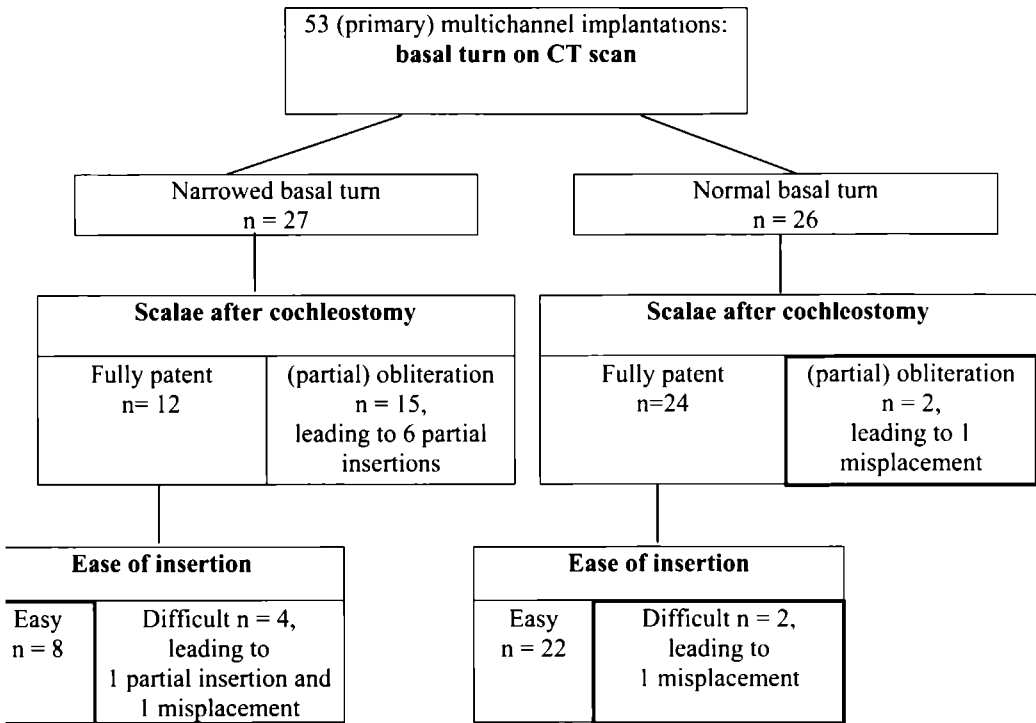 53 (primary) multichannel implantations:
basal turn on CT scan
Narrowed basal turn
n = 27
Normal basal turn
n = 26
Scalae after cochleostomy
Fully patent
n= 12
(partial) obliteration
n = 15,
leading to 6 partial
insertions
Scalae after cochleostomy
Fully patent
n=24
(partial) obliteration
n = 2,
leading to 1
misplacement
Ease of insertion
Easy
n = 8
Difficult n = 4,
leading to
1 partial insertion and
1 misplacement
Ease of insertion
Easy
n = 22
Difficult n = 2,
leading to
1 misplacement